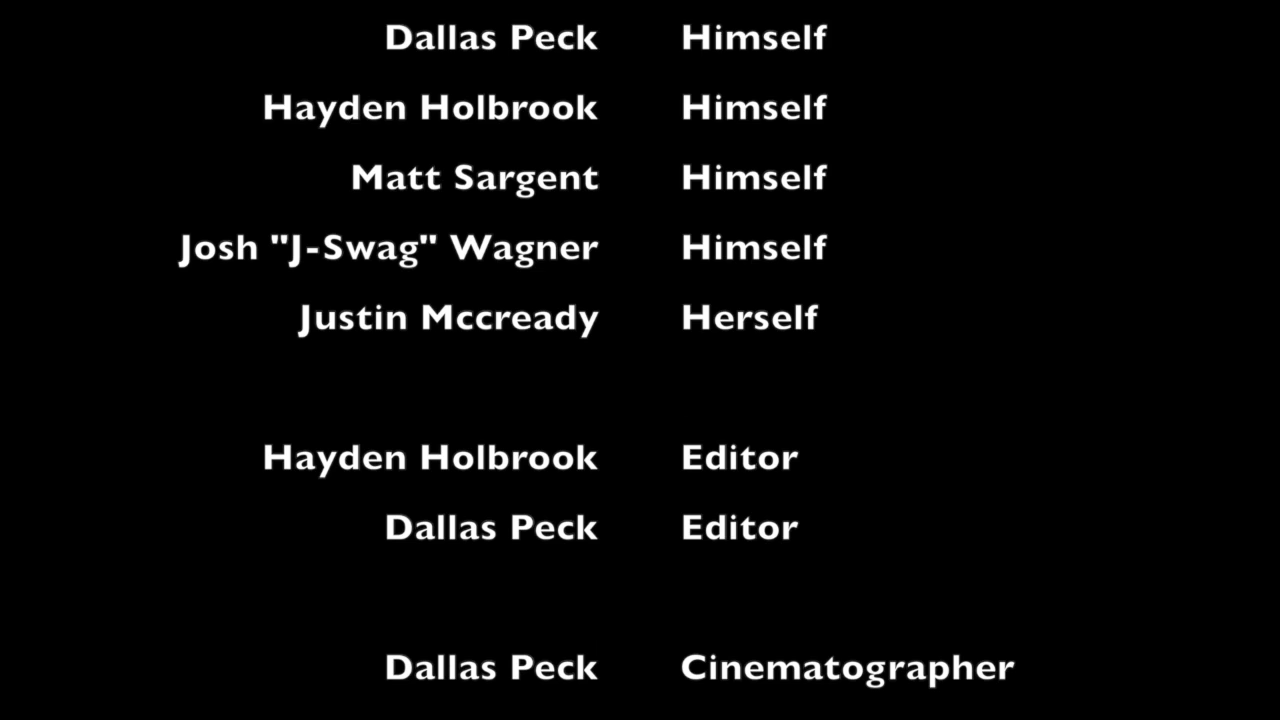 Dallas Peck Himself
Hayden Holbrook Himself
Matt Sargent Himself
Josh "J-Swag" Wagner Himself
Justin Mccready Herself
Hayden Holbrook Editor
Dallas Peck Editor
Dallas Peck Cinematographer